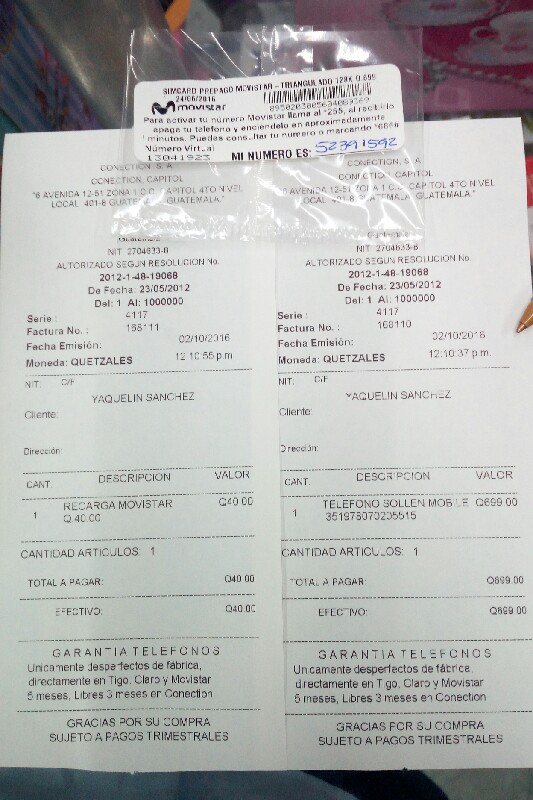 SIMCARD PREPAGO MOVISTAR - TRIANGULADO 128K 0.699
24/06/2016
movistar
Para activar tu número Movistar llama al *255, al recibirlo
apaga tu telefono y enciéndelo en aproximadamente
minutos. Puedes consultar tu numero o marcando *686#
Número Virtual
13041923
MI NUMERO ES: 52391592
CONECTION, S. A.
CONECTION, CAPITOL
"6 AVENIDA 12-51 ZONA 1 C.C. CAPITOL 4TO NIVEL
LOCAL 401-8 GUATEMALA, GUATEMALA."
Guatemala
NIT 2704633-8
AUTORIZADO SEGUN RESOLUCION No.
2012-1-48-19068
De Fecha: 23/05/2012
Del: 1 Al: 1000000
Serie : 4117
Factura No. : 168111
Fecha Emisión: 02/10/2016
Moneda: QUETZALES 12:10:55 p.m.
NIT: C/F
YAQUELIN SANCHEZ
Cliente:
Dirección:
CANT. DESCRIPCION VALOR
1 RECARGA MOVISTAR Q40.00
Q.40.00
CANTIDAD ARTICULOS: 1
TOTAL A PAGAR: Q40.00
EFECTIVO: Q40.00
GARANTIA TELEFONOS
Unicamente desperfectos de fábrica,
directamente en Tigo, Claro y Movistar
6 meses, Libres 3 meses en Conection
GRACIAS POR SU COMPRA
SUJETO A PAGOS TRIMESTRALES
CONECTION, S. A.
CONECTION, CAPITOL
"6 AVENIDA 12-51 ZONA 1 C.C. CAPITOL 4TO NIVEL
LOCAL 401-8 GUATEMALA, GUATEMALA."
Guatemala
NIT 2704633-8
AUTORIZADO SEGUN RESOLUCION No.
2012-1-48-19068
De Fecha: 23/05/2012
Del: 1 Al: 1000000
Serie : 4117
Factura No. : 168110
Fecha Emisión: 02/10/2016
Moneda: QUETZALES 12:10:37 p.m.
NIT: C/F
YAQUELIN SANCHEZ
Cliente:
Dirección:
CANT. DESCRIPCION VALOR
1 TELEFONO SOLLEN MOBILE Q699.00
351975070205515
CANTIDAD ARTICULOS: 1
TOTAL A PAGAR: Q699.00
EFECTIVO: Q699.00
GARANTIA TELEFONOS
Unicamente desperfectos de fábrica,
directamente en Tigo, Claro y Movistar
6 meses, Libres 3 meses en Conection
GRACIAS POR SU COMPRA
SUJETO A PAGOS TRIMESTRALES